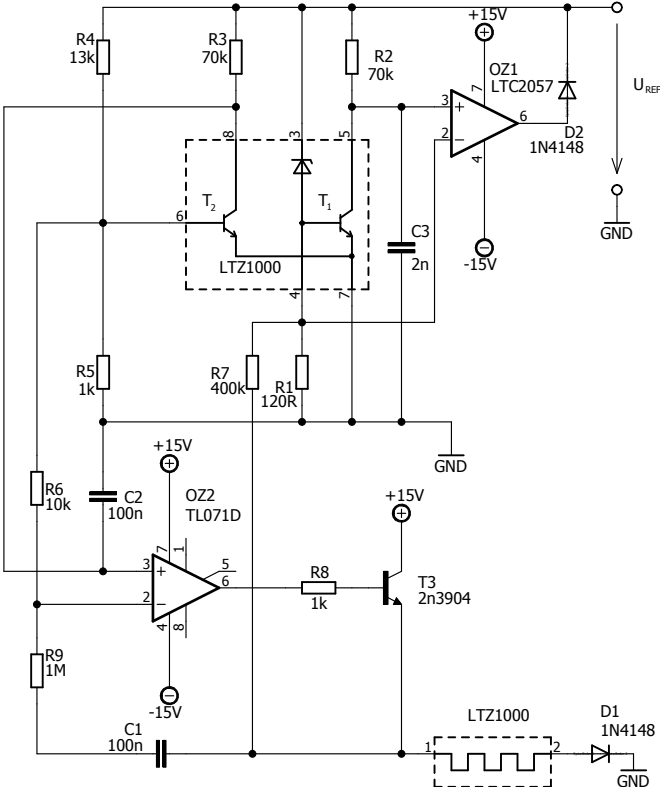 R4
13k
R3
70k
R2
70k
+15V
OZ1
LTC2057
7
3
+
2
−
6
4
-15V
D2
1N4148
U_REF
GND
8
3
5
6
T2
T1
LTZ1000
4
7
C3
2n
R5
1k
R7
400k
R1
120R
GND
R6
10k
C2
100n
+15V
OZ2
TL071D
7
1
3
+
2
−
5
6
4
8
-15V
R8
1k
+15V
T3
2n3904
R9
1M
C1
100n
LTZ1000
1
2
D1
1N4148
GND